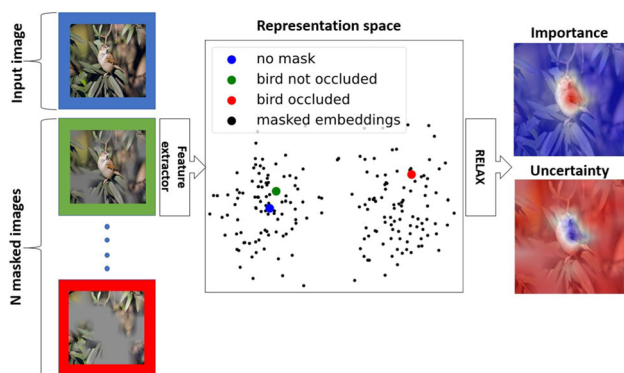 Input image
N masked images
Feature
extractor
Representation space
no mask
bird not occluded
bird occluded
masked embeddings
RELAX
Importance
Uncertainty